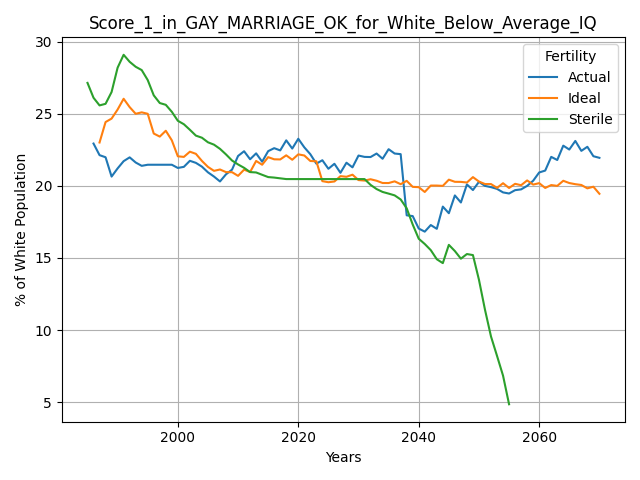 Score_1_in_GAY_MARRIAGE_OK_for_White_Below_Average_IQ
30
25
20
15
10
5
% of White Population
Fertility
Actual
Ideal
Sterile
2000
2020
2040
2060
Years